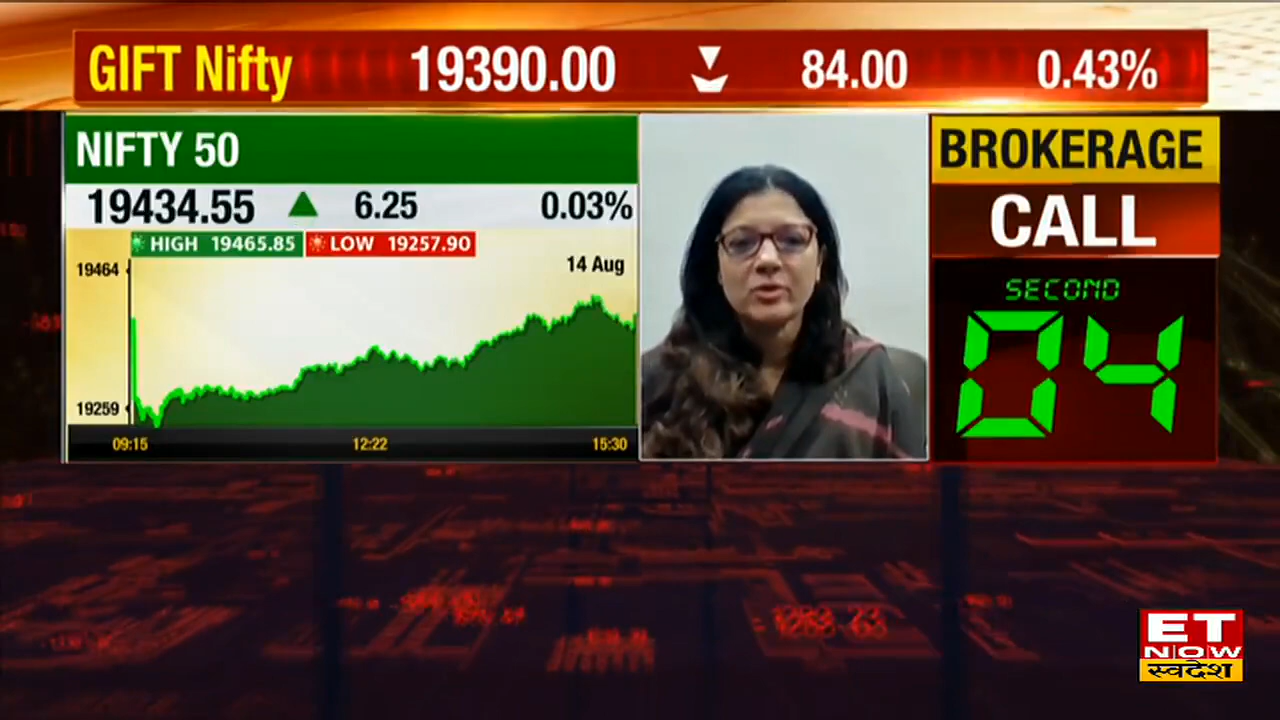 GIFT Nifty 19390.00 84.00 0.43%
NIFTY 50
19434.55 6.25 0.03%
HIGH 19465.85 LOW 19257.90
14 Aug
19464
19259
09:15 12:22 15:30
BROKERAGE
CALL
SECOND
04
ET
NOW
स्वदेश